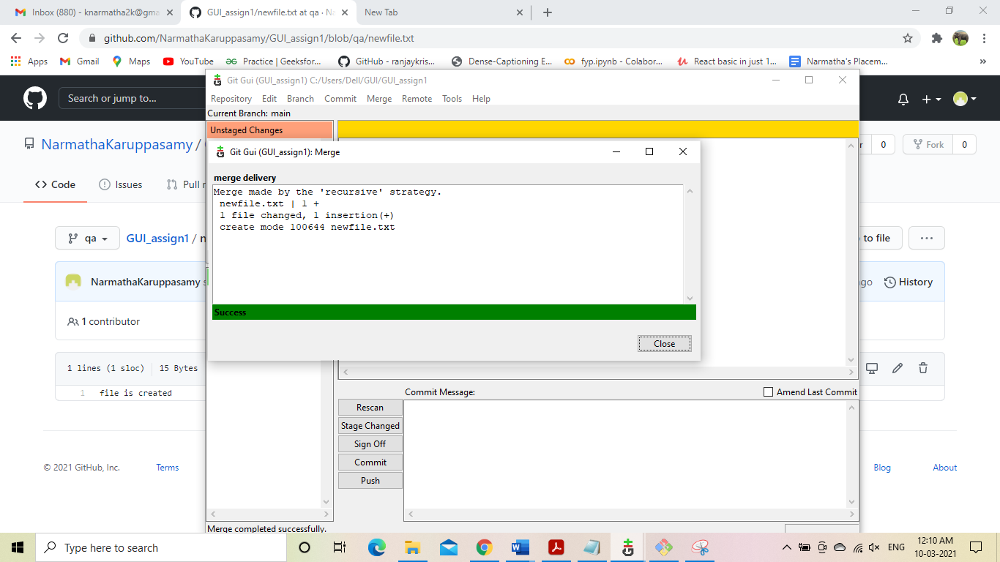 Inbox (880) - knarmatha2k@gma
GUI_assign1/newfile.txt at qa · Na
New Tab
github.com/NarmathaKaruppasamy/GUI_assign1/blob/qa/newfile.txt
Apps
Gmail
Maps
YouTube
Practice | Geeksfor...
GitHub - ranjaykris...
Dense-Captioning E...
fyp.ipynb - Colabor...
React basic in just 1...
Narmatha's Placem...
»
Search or jump to...
NarmathaKaruppasamy /
0
Fork
0
<> Code
Issues
Pull r
qa
GUI_assign1 / n
to file
NarmathaKaruppasamy s
ago
History
1 contributor
1 lines (1 sloc)
15 Bytes
1 file is created
© 2021 GitHub, Inc.
Terms
Blog
About
Git Gui (GUI_assign1) C:/Users/Dell/GUI/GUI_assign1
Repository Edit Branch Commit Merge Remote Tools Help
Current Branch: main
Unstaged Changes
Git Gui (GUI_assign1): Merge
merge delivery
Merge made by the 'recursive' strategy.
newfile.txt | 1 +
1 file changed, 1 insertion(+)
create mode 100644 newfile.txt
Success
Close
Commit Message:
Amend Last Commit
Rescan
Stage Changed
Sign Off
Commit
Push
Merge completed successfully.
Type here to search
ENG
12:10 AM
10-03-2021